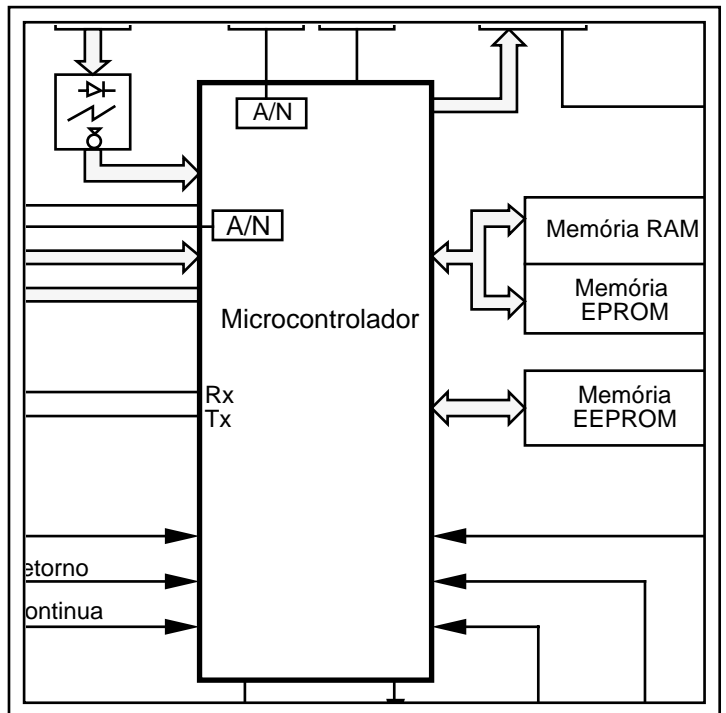 A/N
A/N
Memória RAM
Memória
EPROM
Microcontrolador
Memória
EEPROM
Rx
Tx
etorno
ontinua